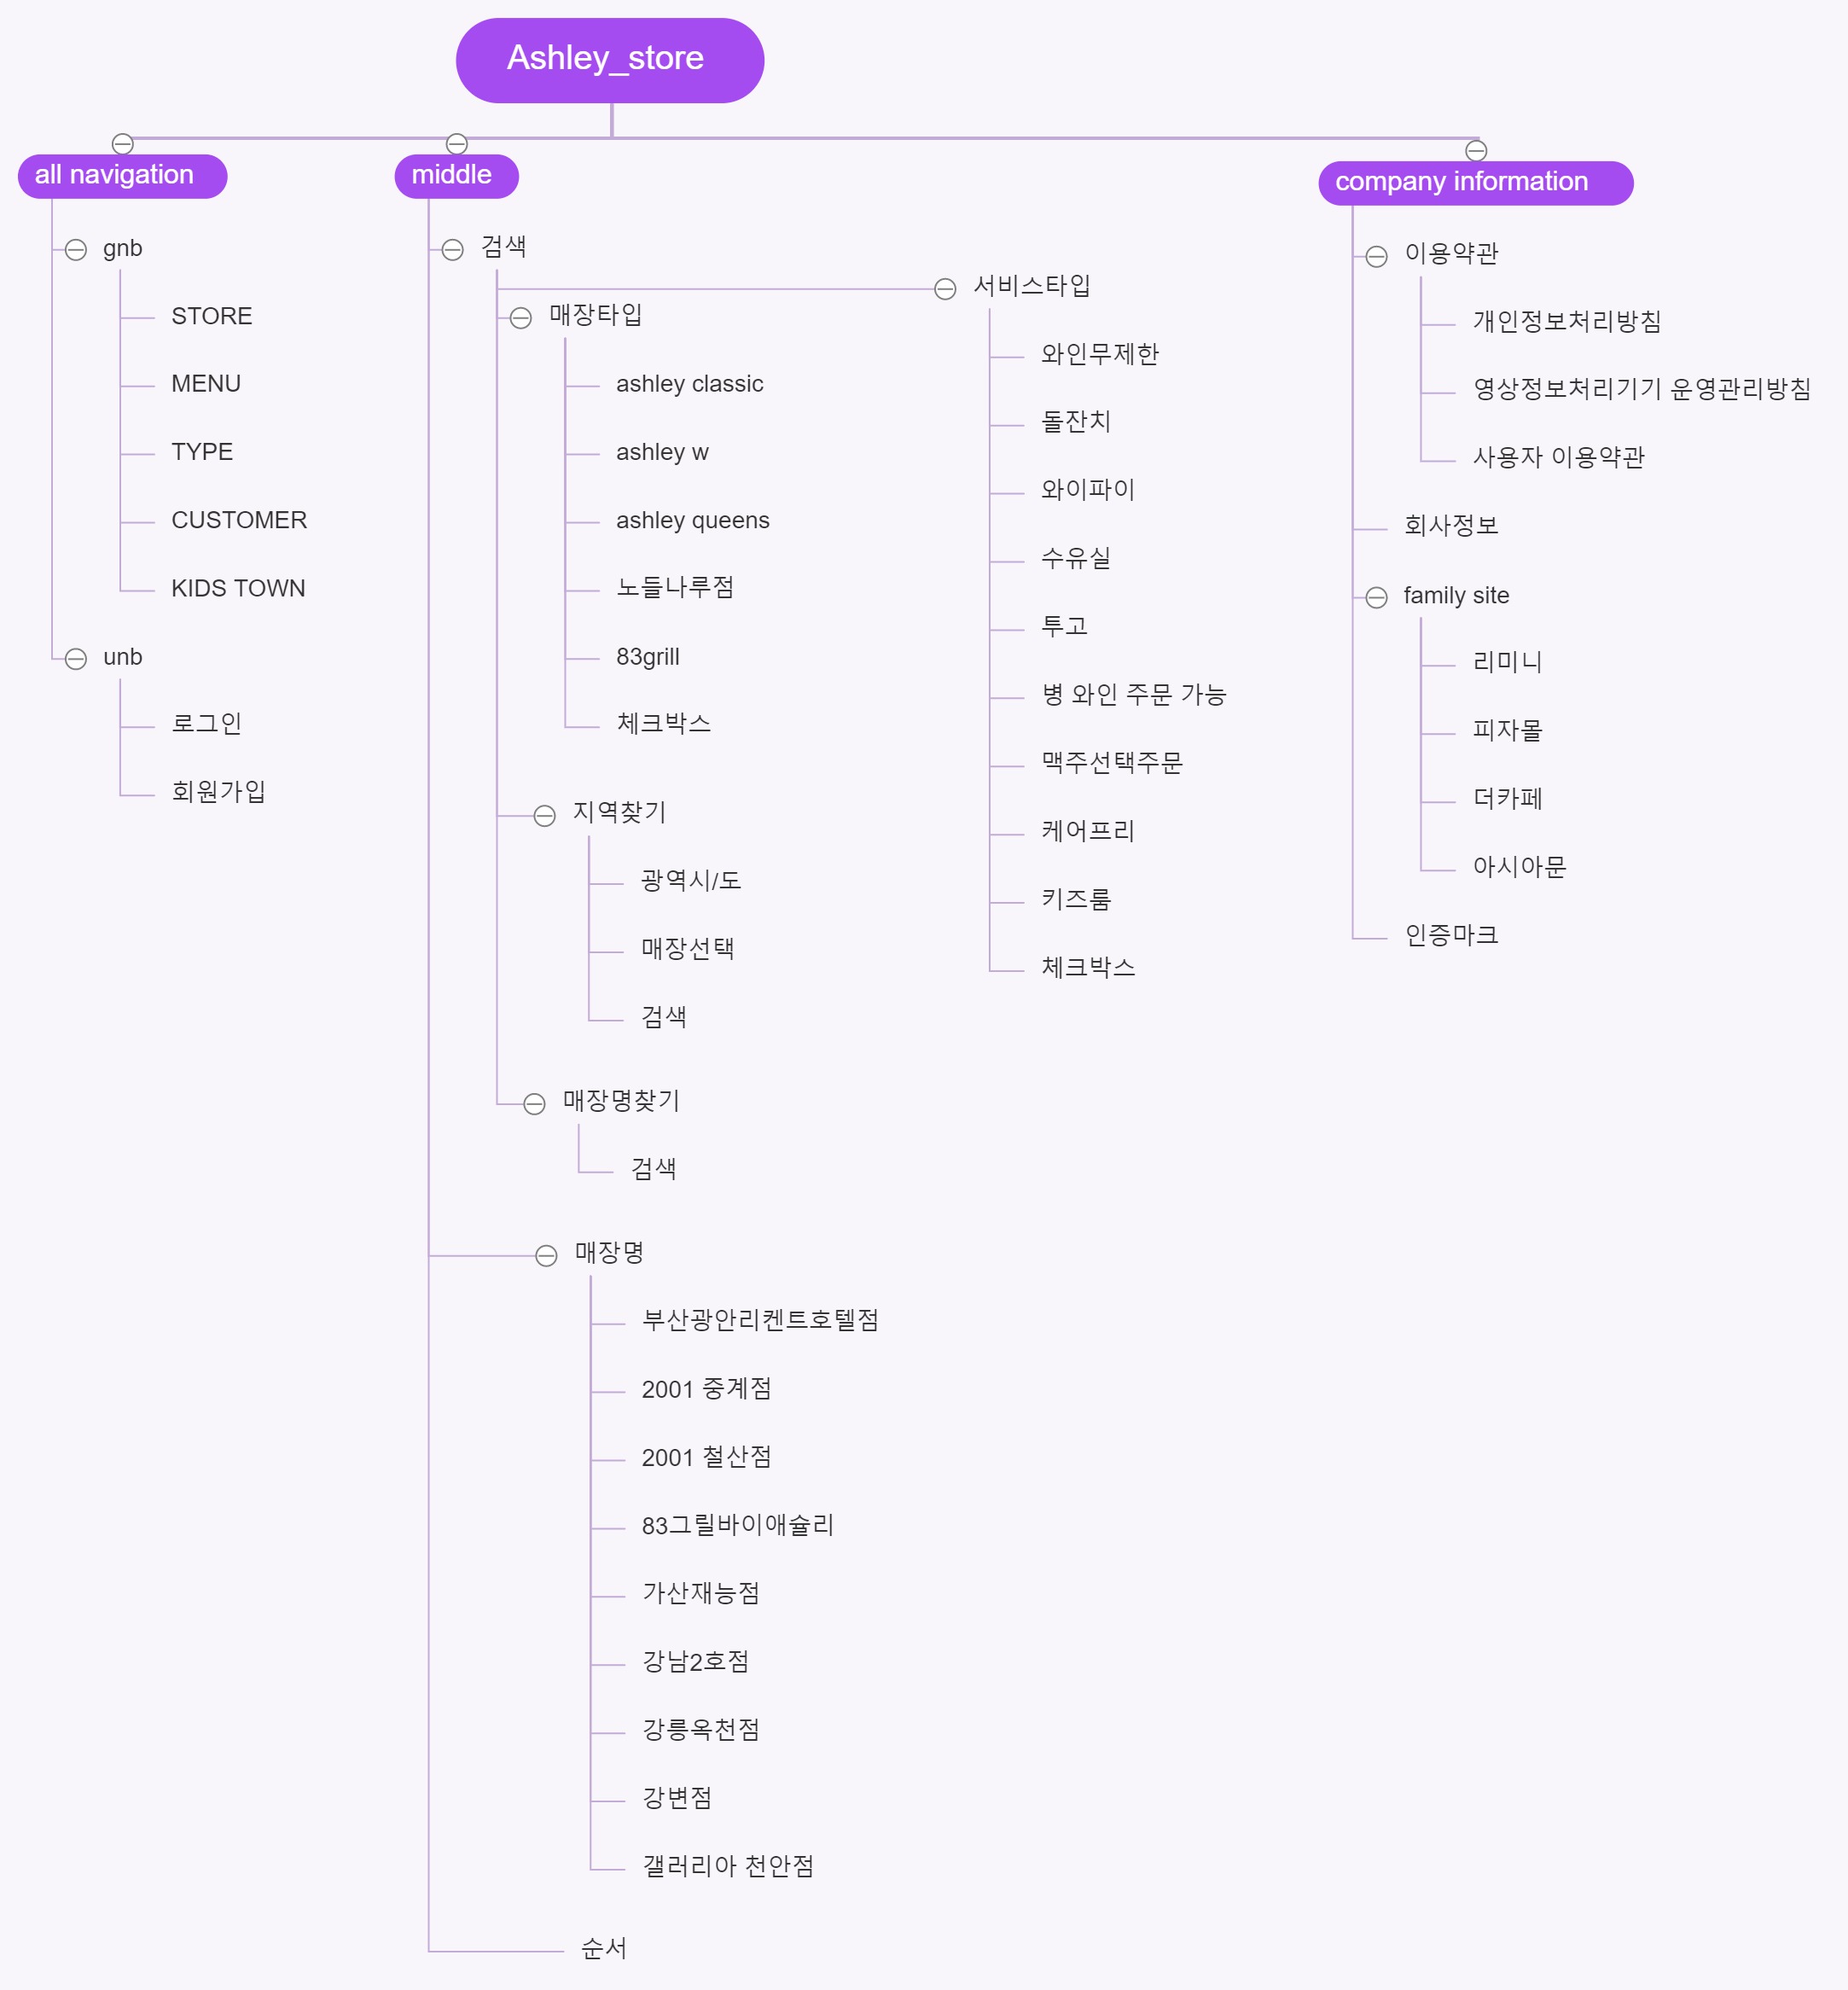 Ashley_store
all navigation
gnb
STORE
MENU
TYPE
CUSTOMER
KIDS TOWN
unb
로그인
회원가입
middle
검색
매장타입
ashley classic
ashley w
ashley queens
노들나루점
83grill
체크박스
서비스타입
와인무제한
돌잔치
와이파이
수유실
투고
병 와인 주문 가능
맥주선택주문
케어프리
키즈룸
체크박스
지역찾기
광역시/도
매장선택
검색
매장명찾기
검색
매장명
부산광안리켄트호텔점
2001 중계점
2001 철산점
83그릴바이애슐리
가산재능점
강남2호점
강릉옥천점
강변점
갤러리아 천안점
순서
company information
이용약관
개인정보처리방침
영상정보처리기기 운영관리방침
사용자 이용약관
회사정보
family site
리미니
피자몰
더카페
아시아문
인증마크